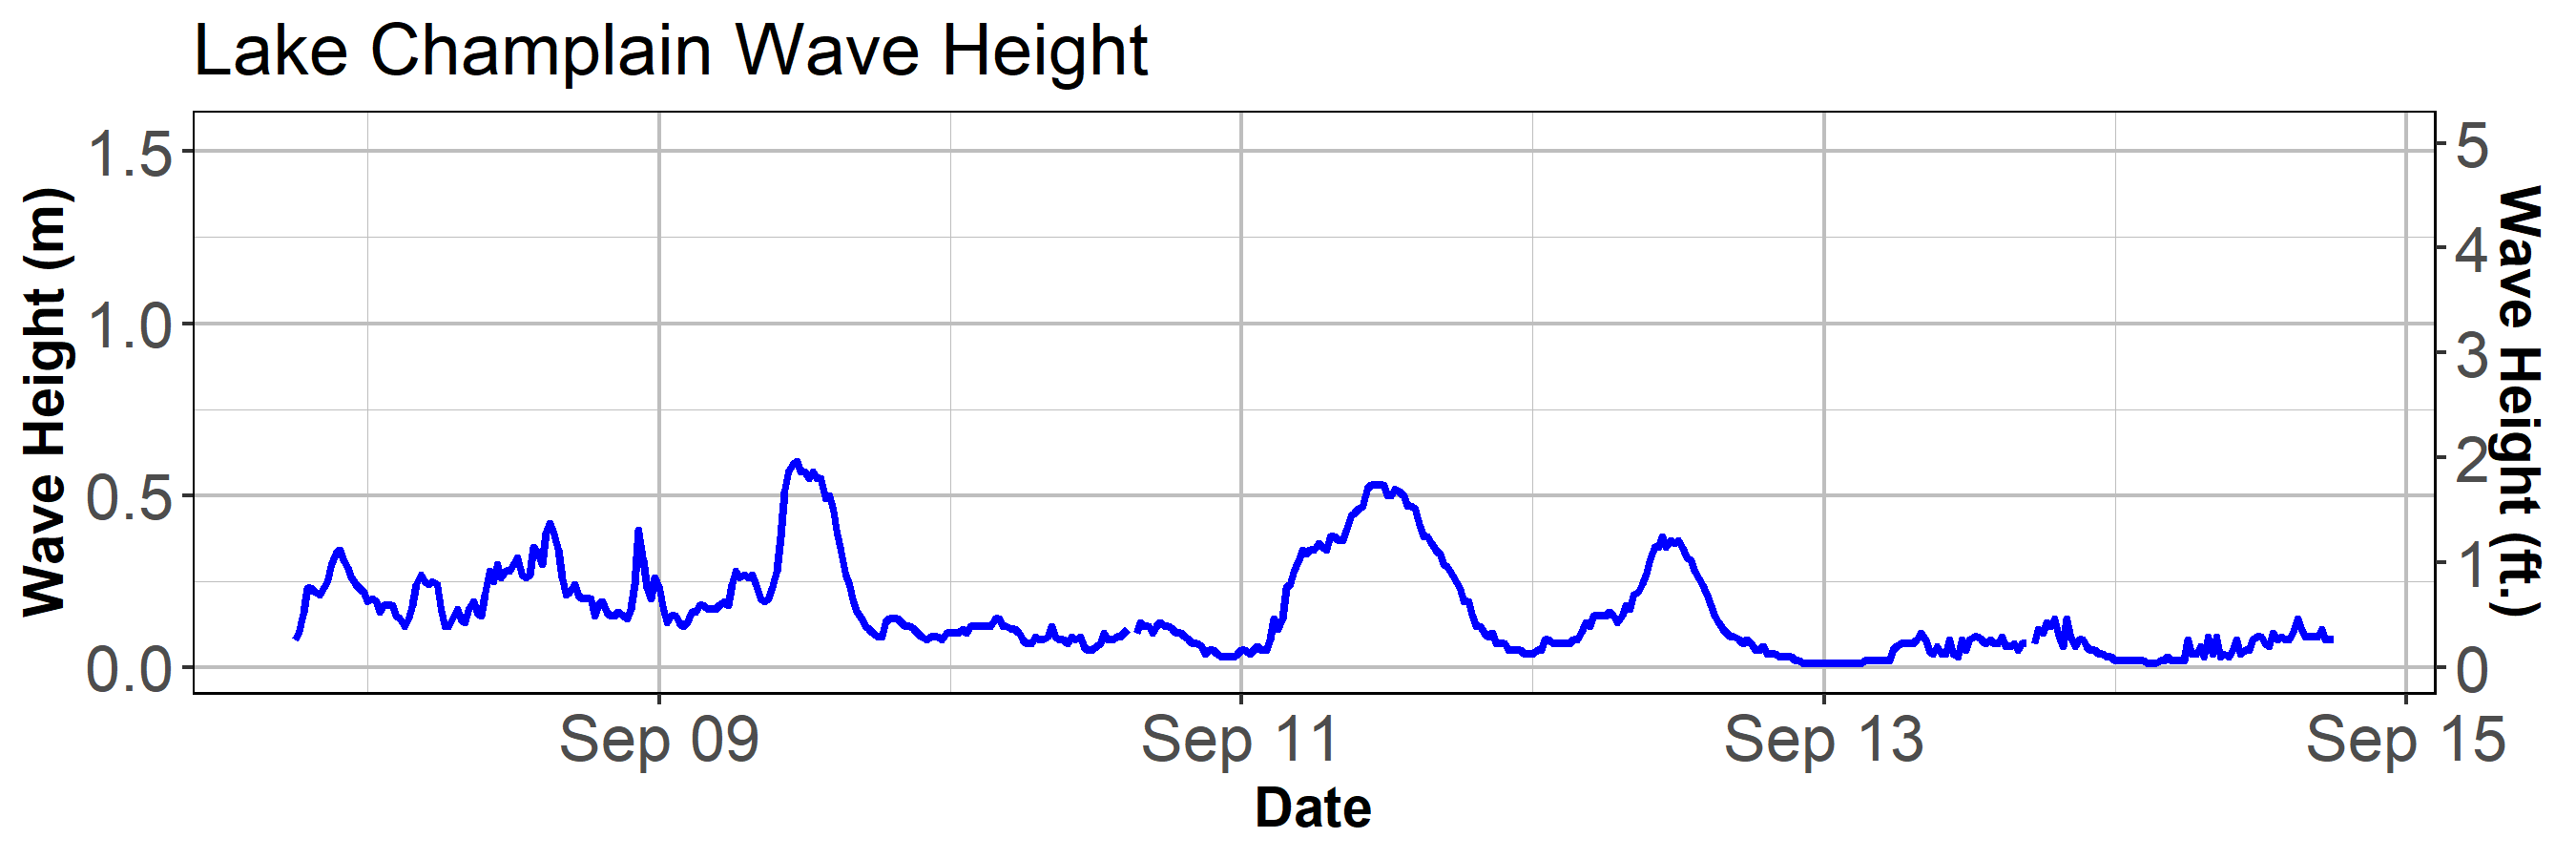 Lake Champlain Wave Height
Wave Height (m)
1.5
1.0
0.5
0.0
5
4
3
2
1
0
Wave Height (ft.)
Sep 09
Sep 11
Sep 13
Sep 15
Date